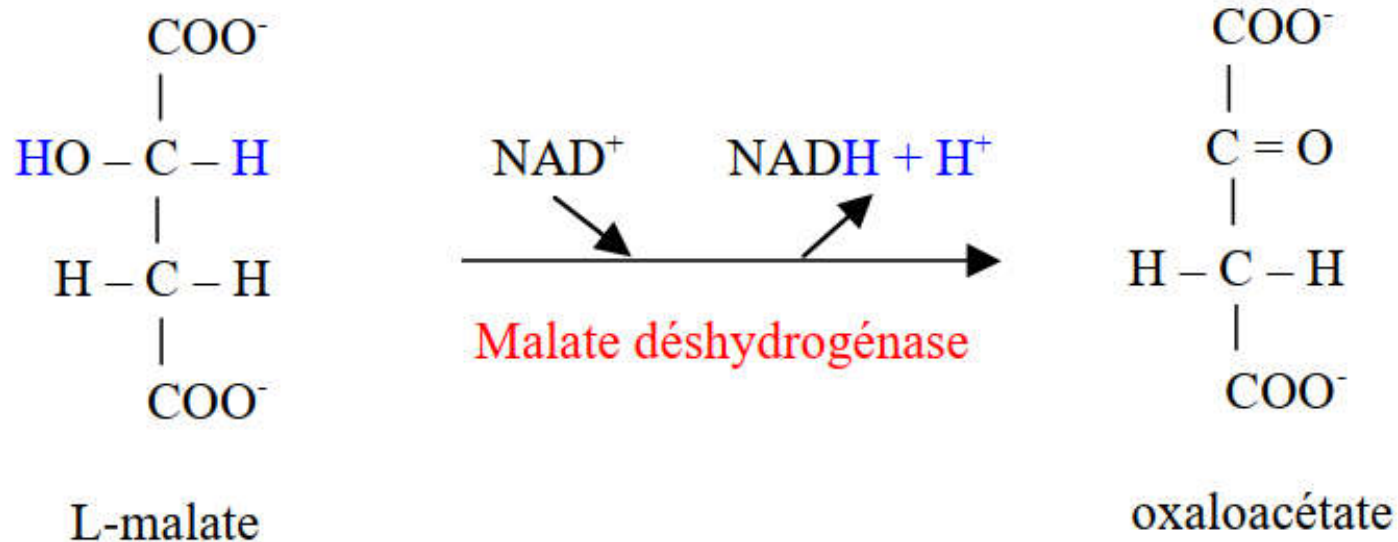 COO⁻ COO⁻
| |
HO – C – H NAD⁺ NADH + H⁺ C = O
| |
H – C – H H – C – H
Malate déshydrogénase
| |
COO⁻ COO⁻
L-malate oxaloacétate